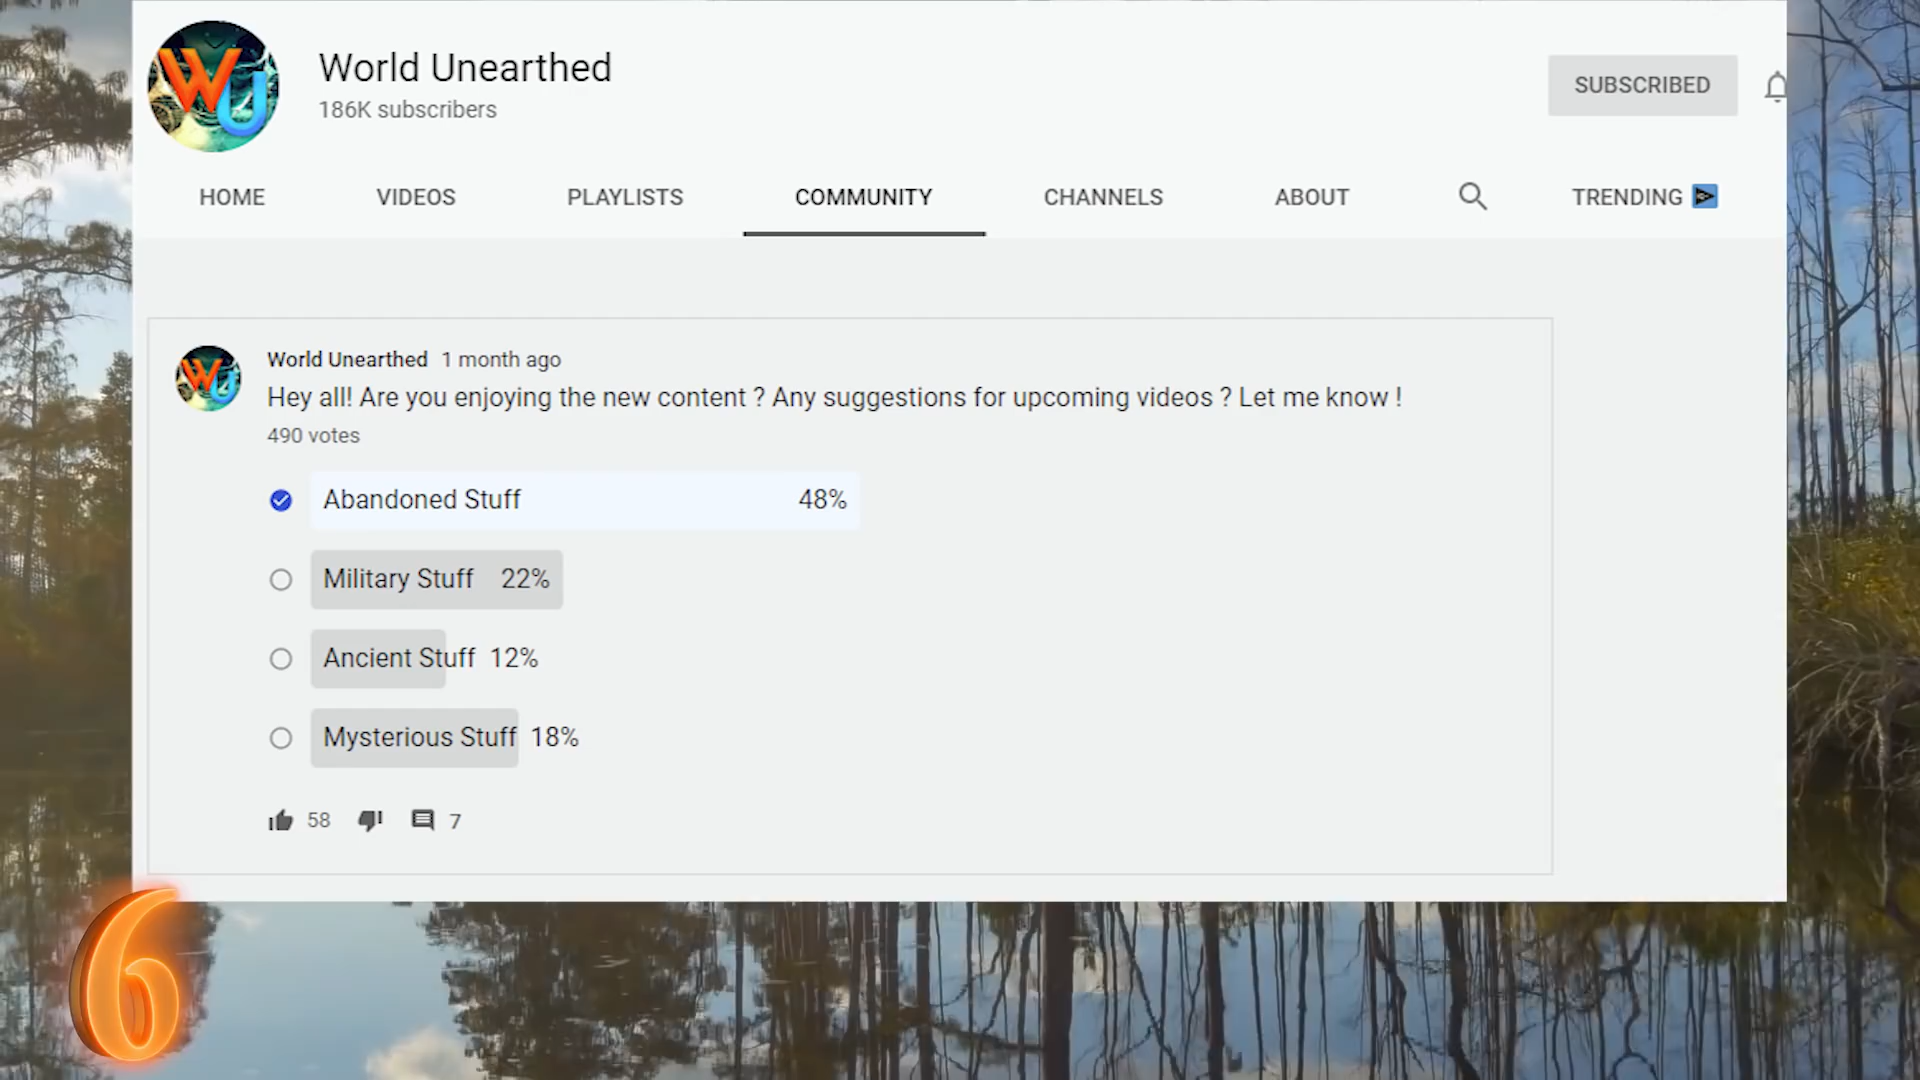 WU
World Unearthed
186K subscribers
SUBSCRIBED
HOME VIDEOS PLAYLISTS COMMUNITY CHANNELS ABOUT TRENDING
WU
World Unearthed 1 month ago
Hey all! Are you enjoying the new content ? Any suggestions for upcoming videos ? Let me know !
490 votes
Abandoned Stuff 48%
Military Stuff 22%
Ancient Stuff 12%
Mysterious Stuff 18%
58 7
6